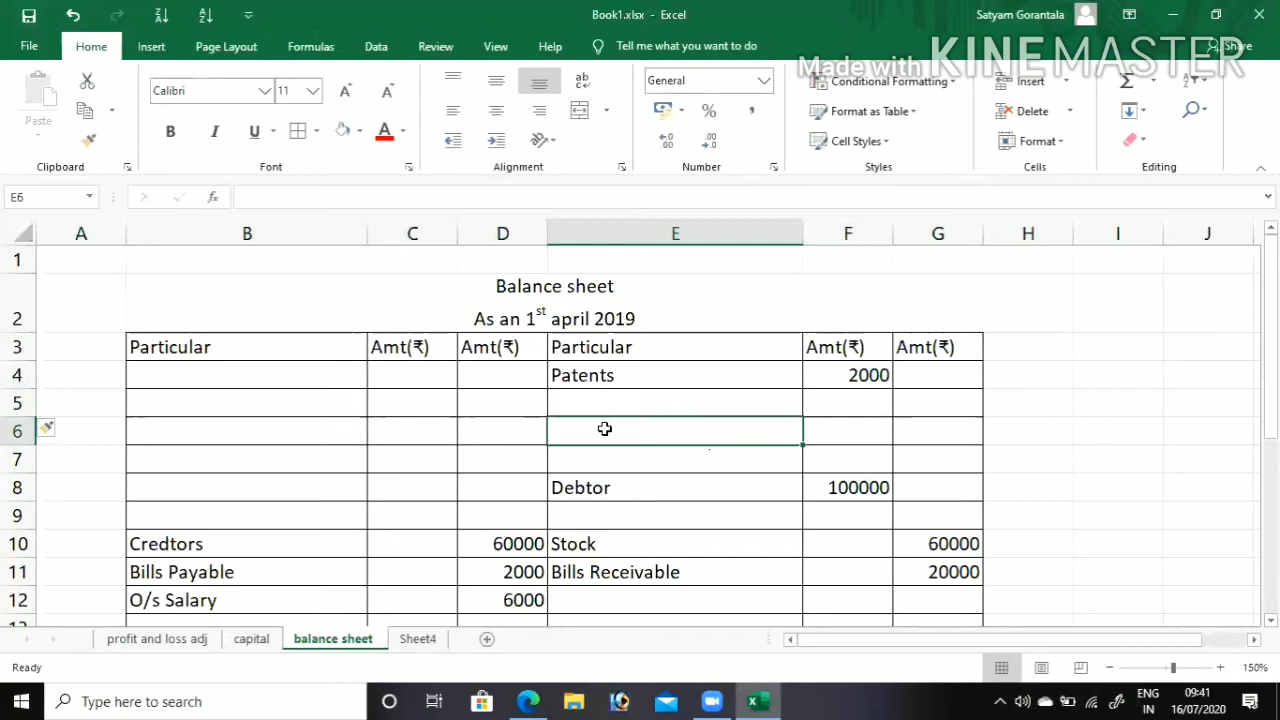 Book1.xlsx - Excel
Satyam Gorantala
File Home Insert Page Layout Formulas Data Review View Help Tell me what you want to do Share
Made with KINEMASTER
Paste
Calibri 11
General
Conditional Formatting
Format as Table
Cell Styles
Insert
Delete
Format
Clipboard Font Alignment Number Styles Cells Editing
E6 fx
A B C D E F G H I J
1
Balance sheet
2 As an 1st april 2019
3 Particular Amt(₹) Amt(₹) Particular Amt(₹) Amt(₹)
4 Patents 2000
5
6
7
8 Debtor 100000
9
10 Credtors 60000 Stock 60000
11 Bills Payable 2000 Bills Receivable 20000
12 O/s Salary 6000
13
profit and loss adj capital balance sheet Sheet4
Ready 150%
Type here to search
ENG 09:41
IN 16/07/2020